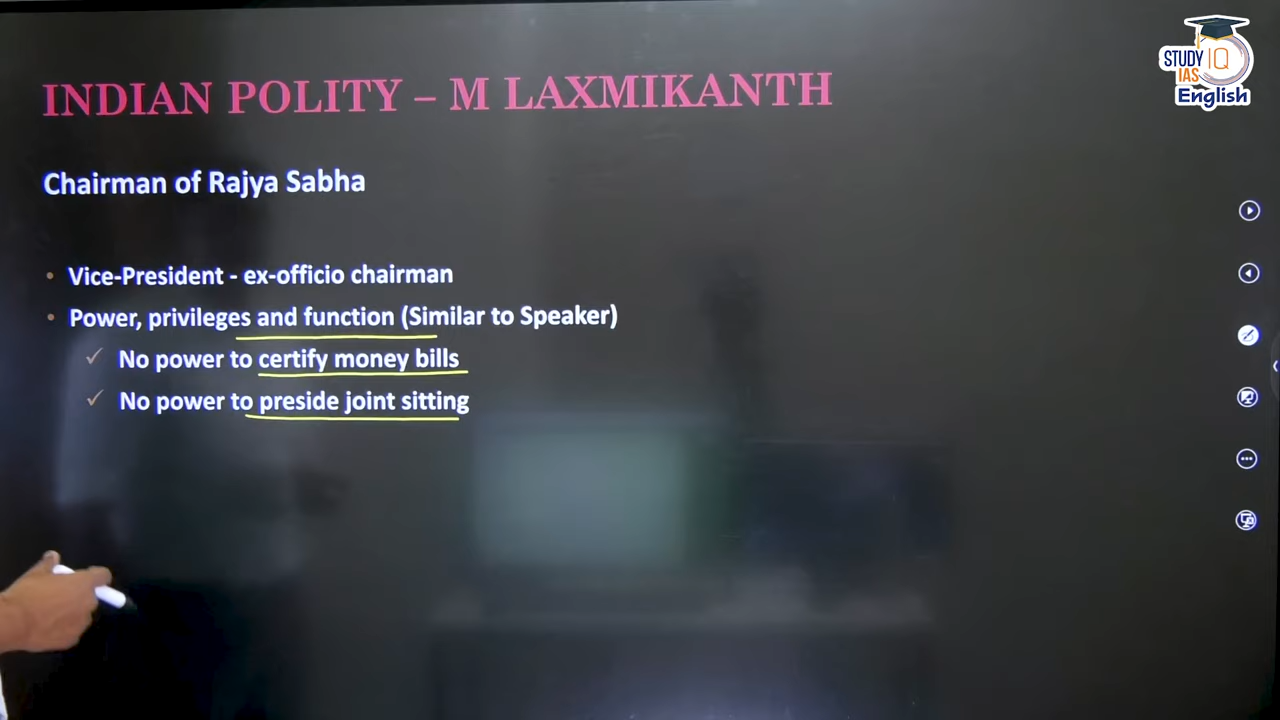 STUDY IQ
IAS
English
INDIAN POLITY – M LAXMIKANTH
Chairman of Rajya Sabha
• Vice-President - ex-officio chairman
• Power, privileges and function (Similar to Speaker)
✓ No power to certify money bills
✓ No power to preside joint sitting